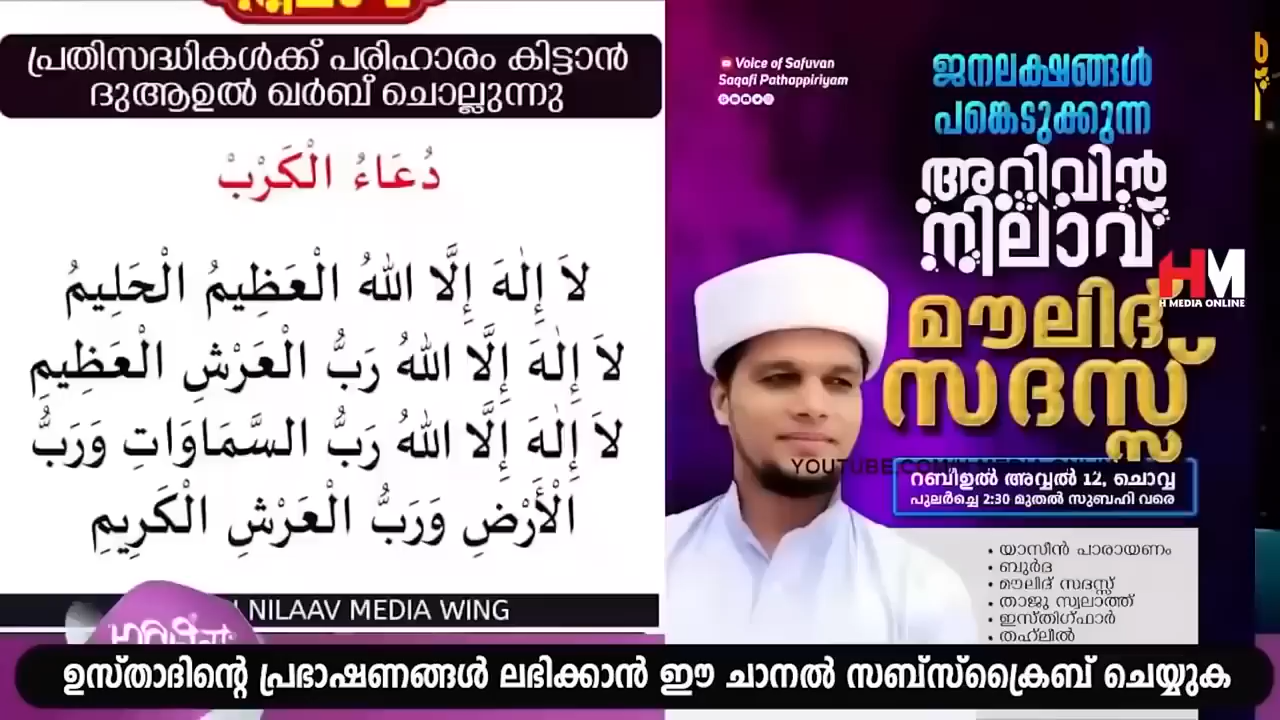 പ്രതിസദ്ധികൾക്ക് പരിഹാരം കിട്ടാൻ
ദുആഉൽ ഖർബ് ചൊല്ലുന്നു
دُعَاءُ الْكَرْبْ
لاَ إِلٰهَ إِلَّا اللهُ الْعَظِيمُ الْحَلِيمُ
لاَ إِلٰهَ إِلَّا اللهُ رَبُّ الْعَرْشِ الْعَظِيمِ
لاَ إِلٰهَ إِلَّا اللهُ رَبُّ السَّمَاوَاتِ وَرَبُّ
الْأَرْضِ وَرَبُّ الْعَرْشِ الْكَرِيمِ
NILAAV MEDIA WING
Voice of Safuvan
Saqafi Pathappiriyam
ജനലക്ഷങ്ങൾ
പങ്കെടുക്കുന്ന
അറിവിൻ
നിലാവ്
HM
H MEDIA ONLINE
മൗലിദ്
സദസ്സ്
റബീഉൽ അവ്വൽ 12, ചൊവ്വ
പുലർച്ചെ 2:30 മുതൽ സുബഹി വരെ
• യാസീൻ പാരായണം
• ബുർദ
• മൗലിദ് സദസ്സ്
• താജു സ്വലാത്ത്
• ഇസ്തിഗ്ഫാർ
• തഹ്ലീൽ
ഉസ്താദിന്റെ പ്രഭാഷണങ്ങൾ ലഭിക്കാൻ ഈ ചാനൽ സബ്സ്ക്രൈബ് ചെയ്യുക